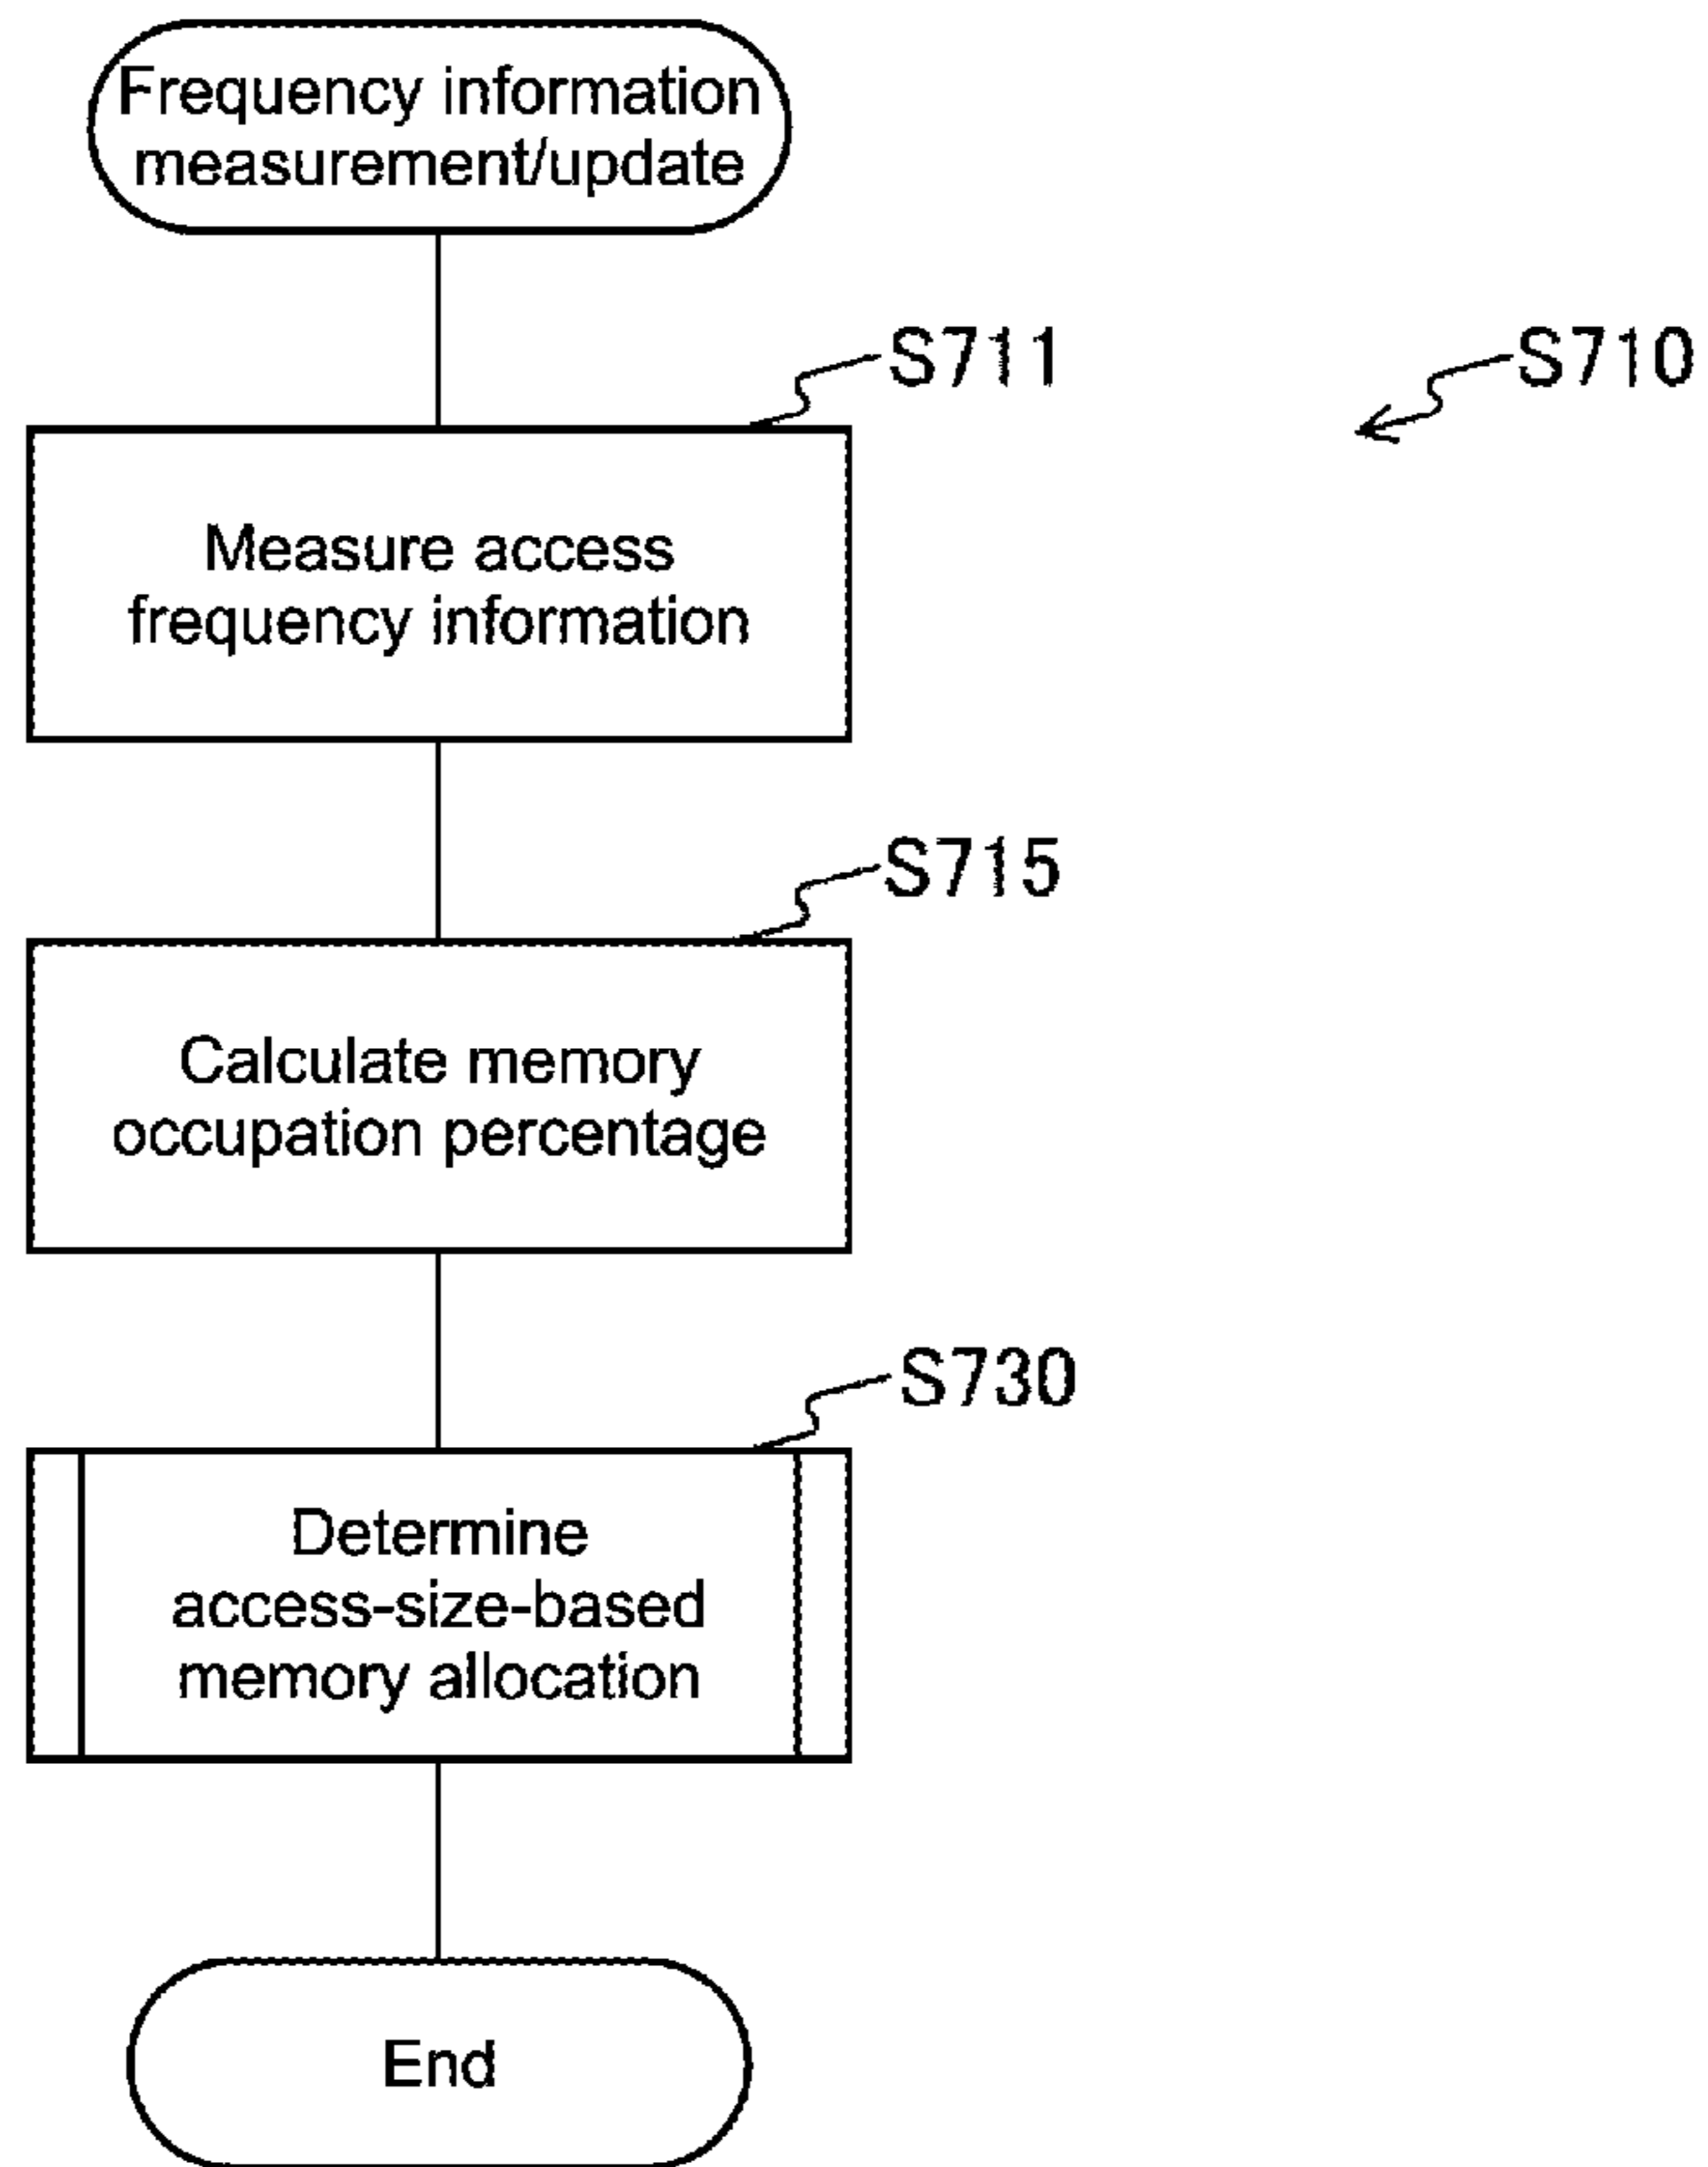 Frequency information
measurement/update
S711
S710
Measure access
frequency information
S715
Calculate memory
occupation percentage
S730
Determine
access-size-based
memory allocation
End